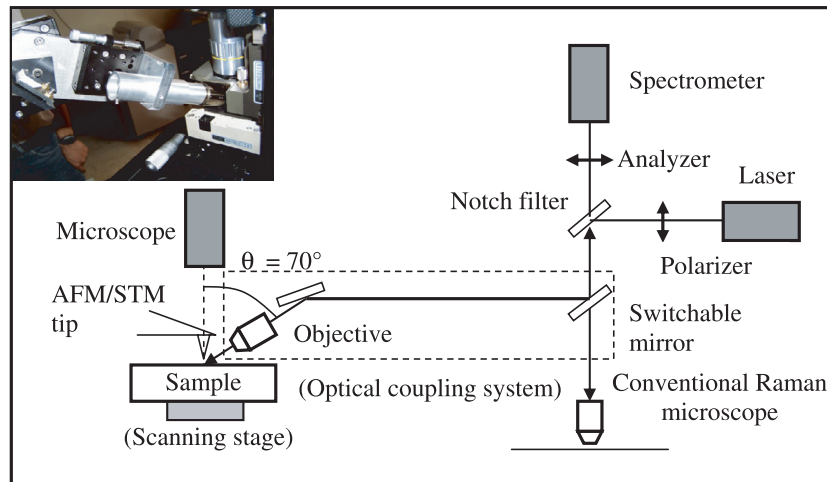 Spectrometer
Analyzer
Notch filter
Laser
Polarizer
Microscope
θ = 70°
AFM/STM
tip
Objective
Switchable
mirror
Sample
(Optical coupling system)
Conventional Raman
microscope
(Scanning stage)